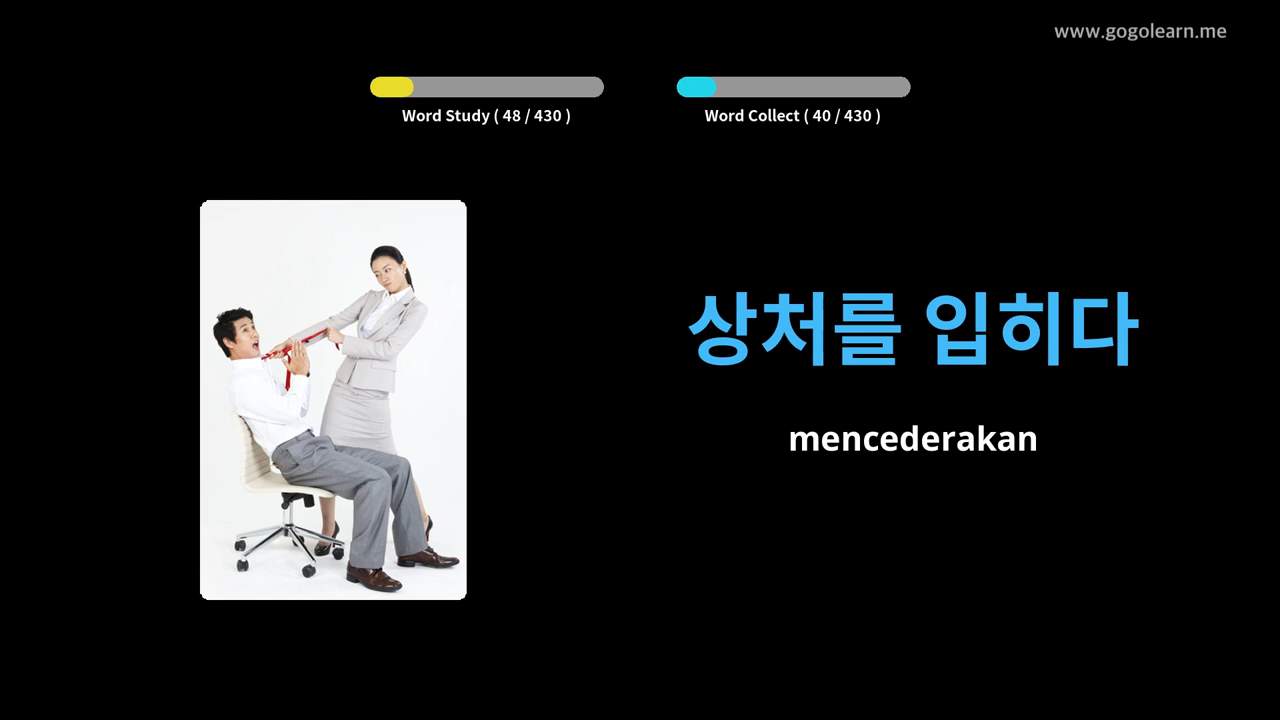 www.gogolearn.me
Word Study ( 48 / 430 )
Word Collect ( 40 / 430 )
상처를 입히다
mencederakan